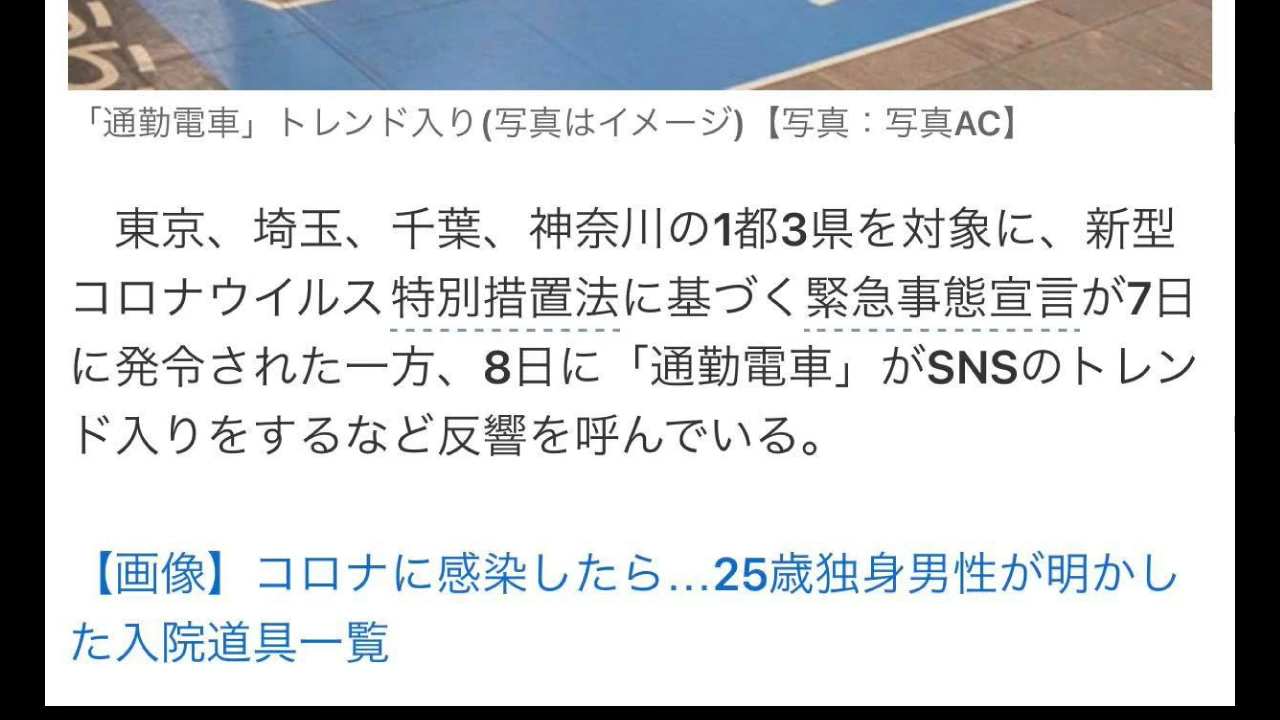 「通勤電車」トレンド入り(写真はイメージ)【写真：写真AC】
　東京、埼玉、千葉、神奈川の1都3県を対象に、新型
コロナウイルス特別措置法に基づく緊急事態宣言が7日
に発令された一方、8日に「通勤電車」がSNSのトレン
ド入りをするなど反響を呼んでいる。
【画像】コロナに感染したら…25歳独身男性が明かし
た入院道具一覧